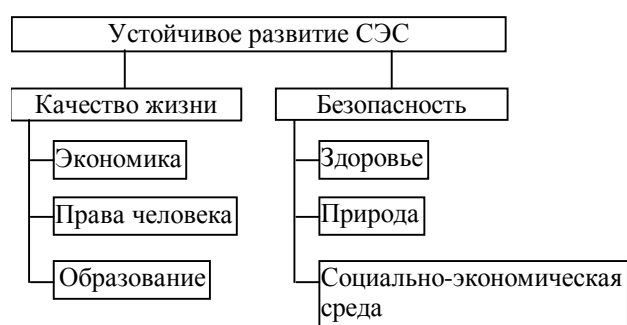 Устойчивое развитие СЭС
Качество жизни
Безопасность
Экономика
Здоровье
Права человека
Природа
Образование
Социально-экономическая
среда